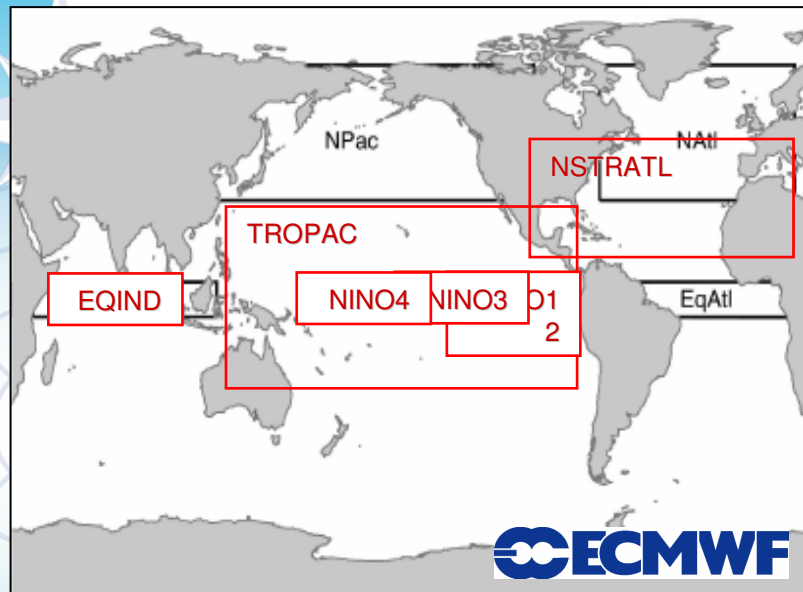 NPac
NAtl
NSTRATL
TROPAC
EQIND
NINO4
NINO3
O1
2
EqAtl
ECMWF